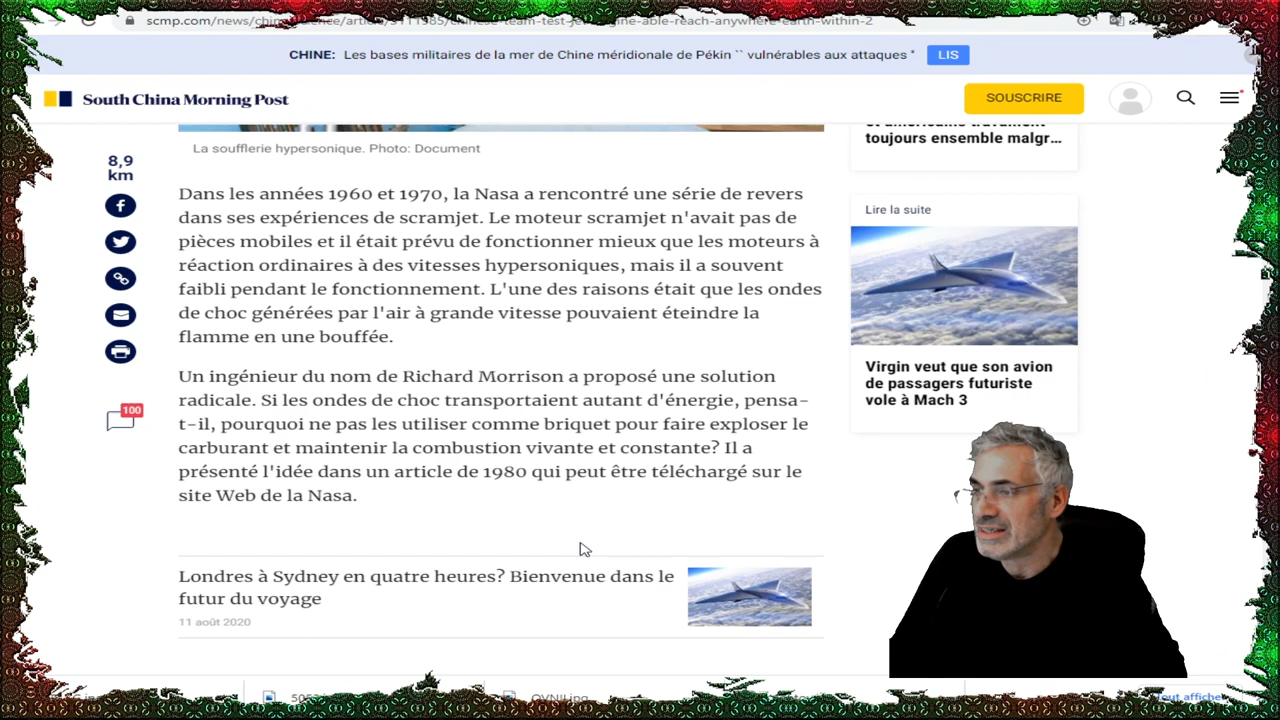 CHINE: Les bases militaires de la mer de Chine méridionale de Pékin `` vulnérables aux attaques " LIS
South China Morning Post
SOUSCRIRE
toujours ensemble malgr...
La soufflerie hypersonique. Photo: Document
8,9
km
Dans les années 1960 et 1970, la Nasa a rencontré une série de revers
dans ses expériences de scramjet. Le moteur scramjet n'avait pas de
pièces mobiles et il était prévu de fonctionner mieux que les moteurs à
réaction ordinaires à des vitesses hypersoniques, mais il a souvent
faibli pendant le fonctionnement. L'une des raisons était que les ondes
de choc générées par l'air à grande vitesse pouvaient éteindre la
flamme en une bouffée.
Un ingénieur du nom de Richard Morrison a proposé une solution
radicale. Si les ondes de choc transportaient autant d'énergie, pensa-
t-il, pourquoi ne pas les utiliser comme briquet pour faire exploser le
carburant et maintenir la combustion vivante et constante? Il a
présenté l'idée dans un article de 1980 qui peut être téléchargé sur le
site Web de la Nasa.
100
Lire la suite
Virgin veut que son avion
de passagers futuriste
vole à Mach 3
Londres à Sydney en quatre heures? Bienvenue dans le
futur du voyage
11 août 2020